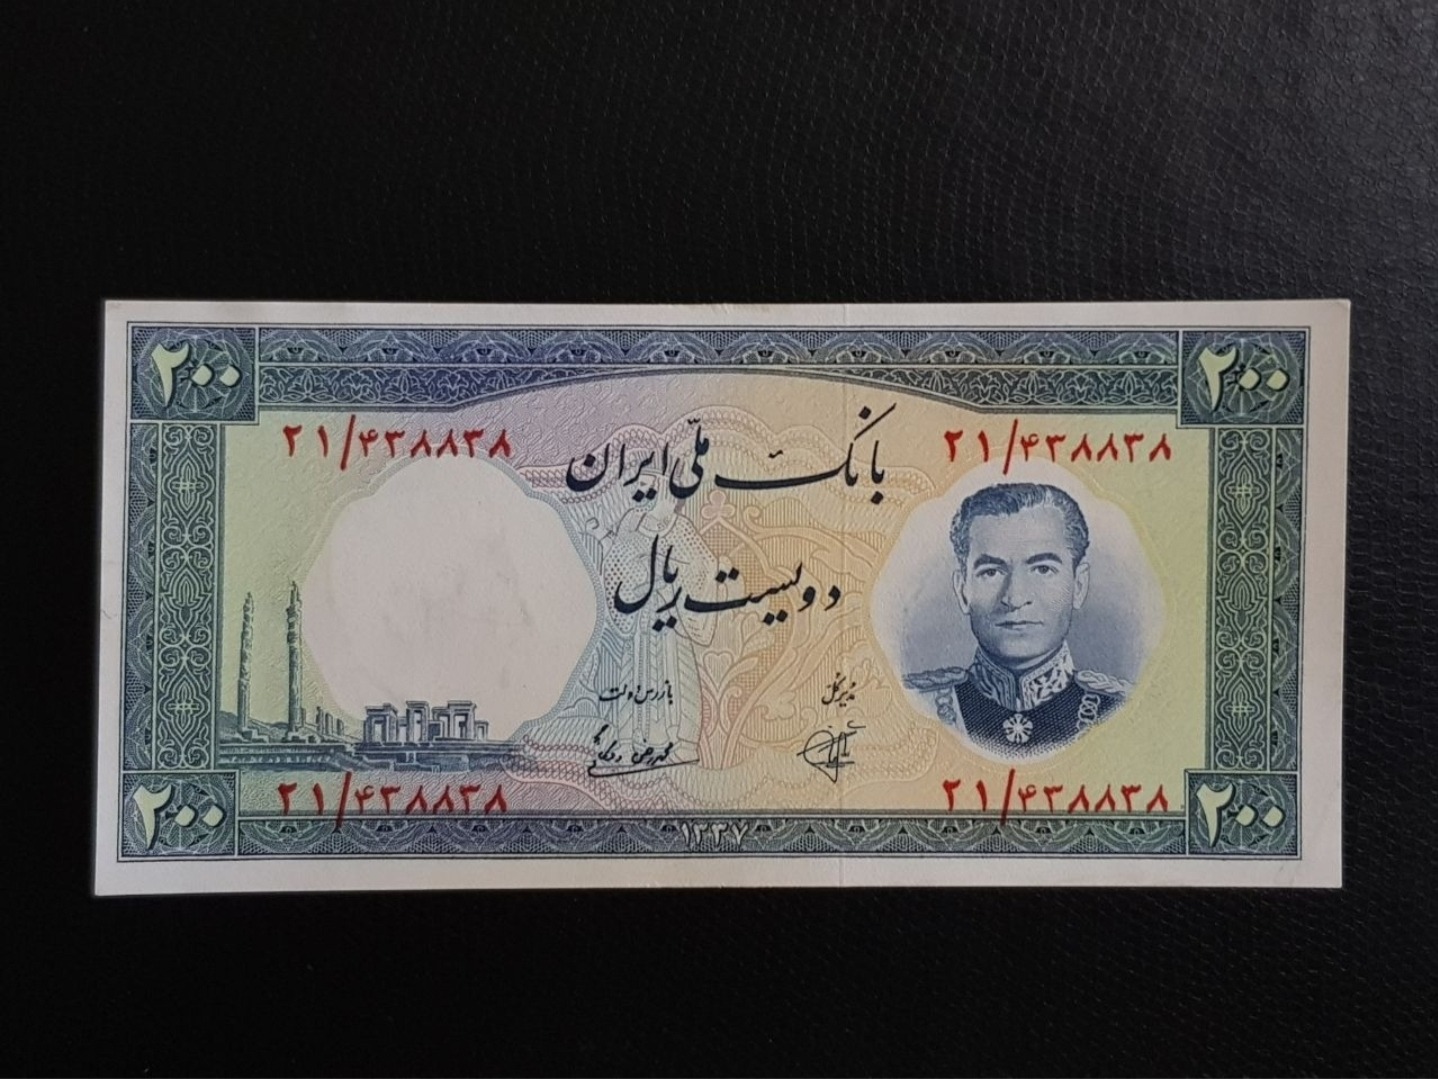 ۲۰۰ ۲۰۰
۲۱/۴۳۸۸۳۸ ۲۱/۴۳۸۸۳۸
بانک ملّی ایران
دویست ریال
مدیر کل بازرس دولت
۲۱/۴۳۸۸۳۸ ۲۱/۴۳۸۸۳۸
۲۰۰ ۲۰۰
۱۳۳۷